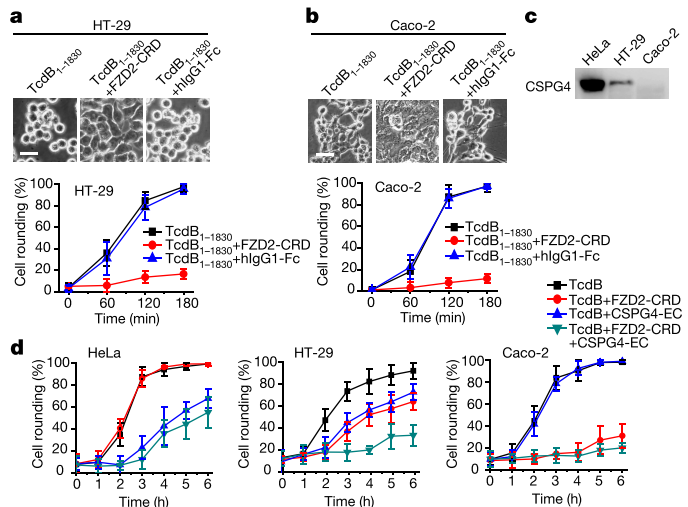 a
HT-29
TcdB1–1830
TcdB1–1830
+FZD2-CRD
TcdB1–1830
+hIgG1-Fc
Cell rounding (%)
100
80
60
40
20
0
HT-29
TcdB1–1830
TcdB1–1830+FZD2-CRD
TcdB1–1830+hIgG1-Fc
0 60 120 180
Time (min)
b
Caco-2
TcdB1–1830
TcdB1–1830
+FZD2-CRD
TcdB1–1830
+hIgG1-Fc
Cell rounding (%)
100
80
60
40
20
0
Caco-2
TcdB1–1830
TcdB1–1830+FZD2-CRD
TcdB1–1830+hIgG1-Fc
0 60 120 180
Time (min)
c
HeLa
HT-29
Caco-2
CSPG4
TcdB
TcdB+FZD2-CRD
TcdB+CSPG4-EC
TcdB+FZD2-CRD
+CSPG4-EC
d
HeLa
Cell rounding (%)
100
80
60
40
20
0
0 1 2 3 4 5 6
Time (h)
HT-29
Cell rounding (%)
100
80
60
40
20
0
0 1 2 3 4 5 6
Time (h)
Caco-2
Cell rounding (%)
100
80
60
40
20
0
0 1 2 3 4 5 6
Time (h)